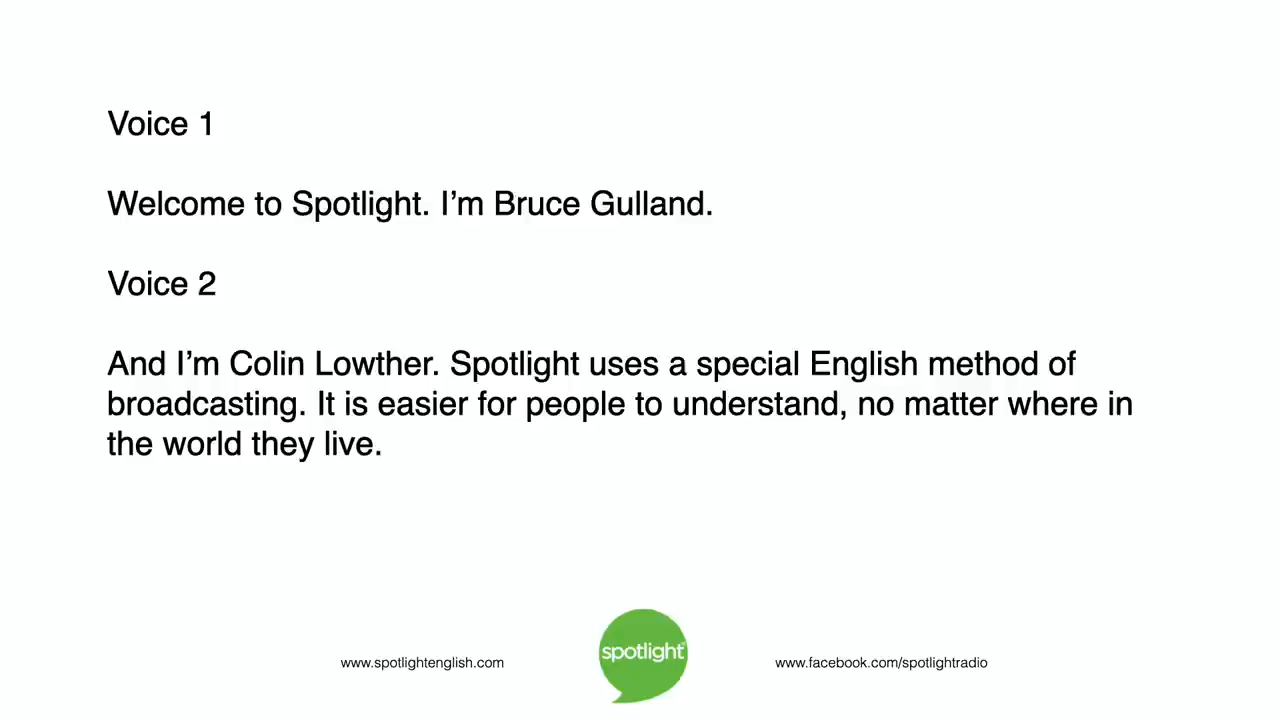 Voice 1
Welcome to Spotlight. I’m Bruce Gulland.
Voice 2
And I’m Colin Lowther. Spotlight uses a special English method of
broadcasting. It is easier for people to understand, no matter where in
the world they live.
www.spotlightenglish.com
spotlight
www.facebook.com/spotlightradio